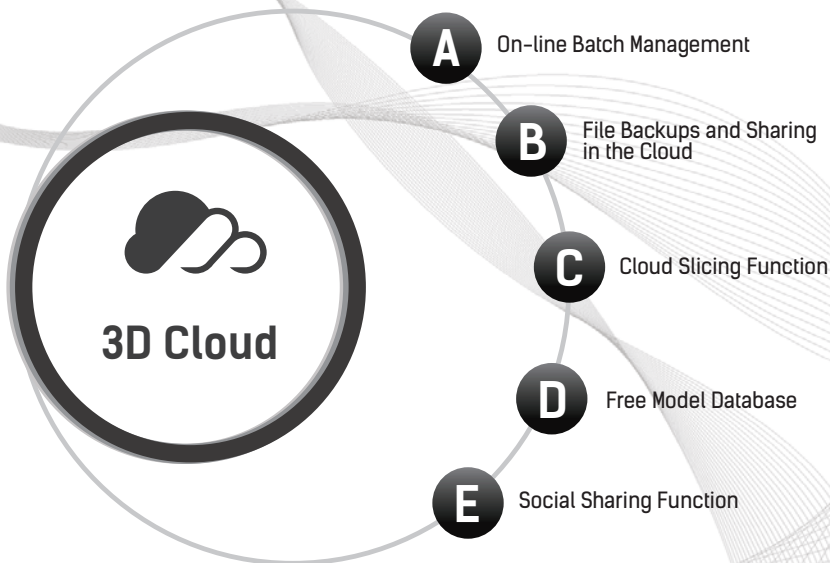 A
On-line Batch Management
B
File Backups and Sharing
in the Cloud
C
Cloud Slicing Function
3D Cloud
D
Free Model Database
E
Social Sharing Function